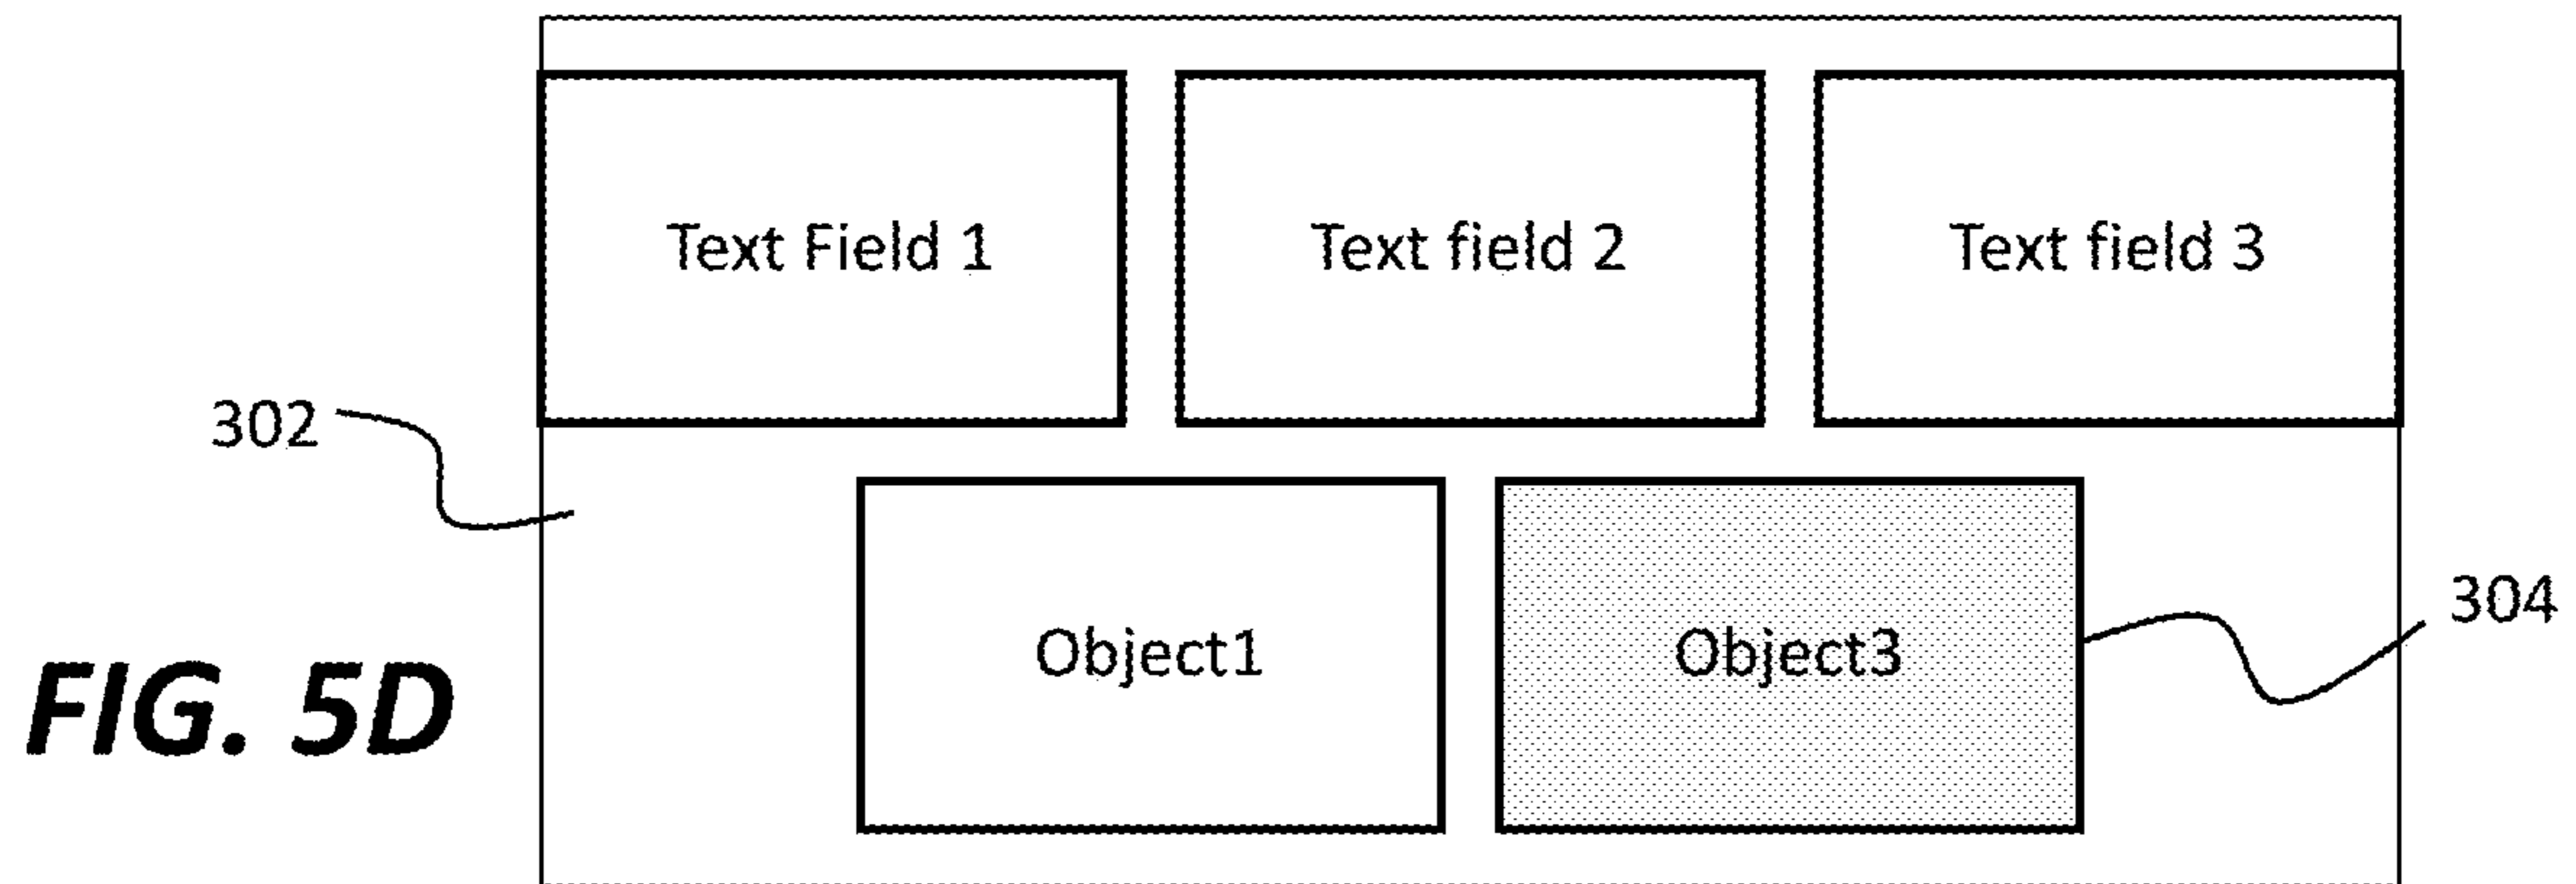 Text Field 1 Text field 2 Text field 3
302
Object1 Object3
304
FIG. 5D